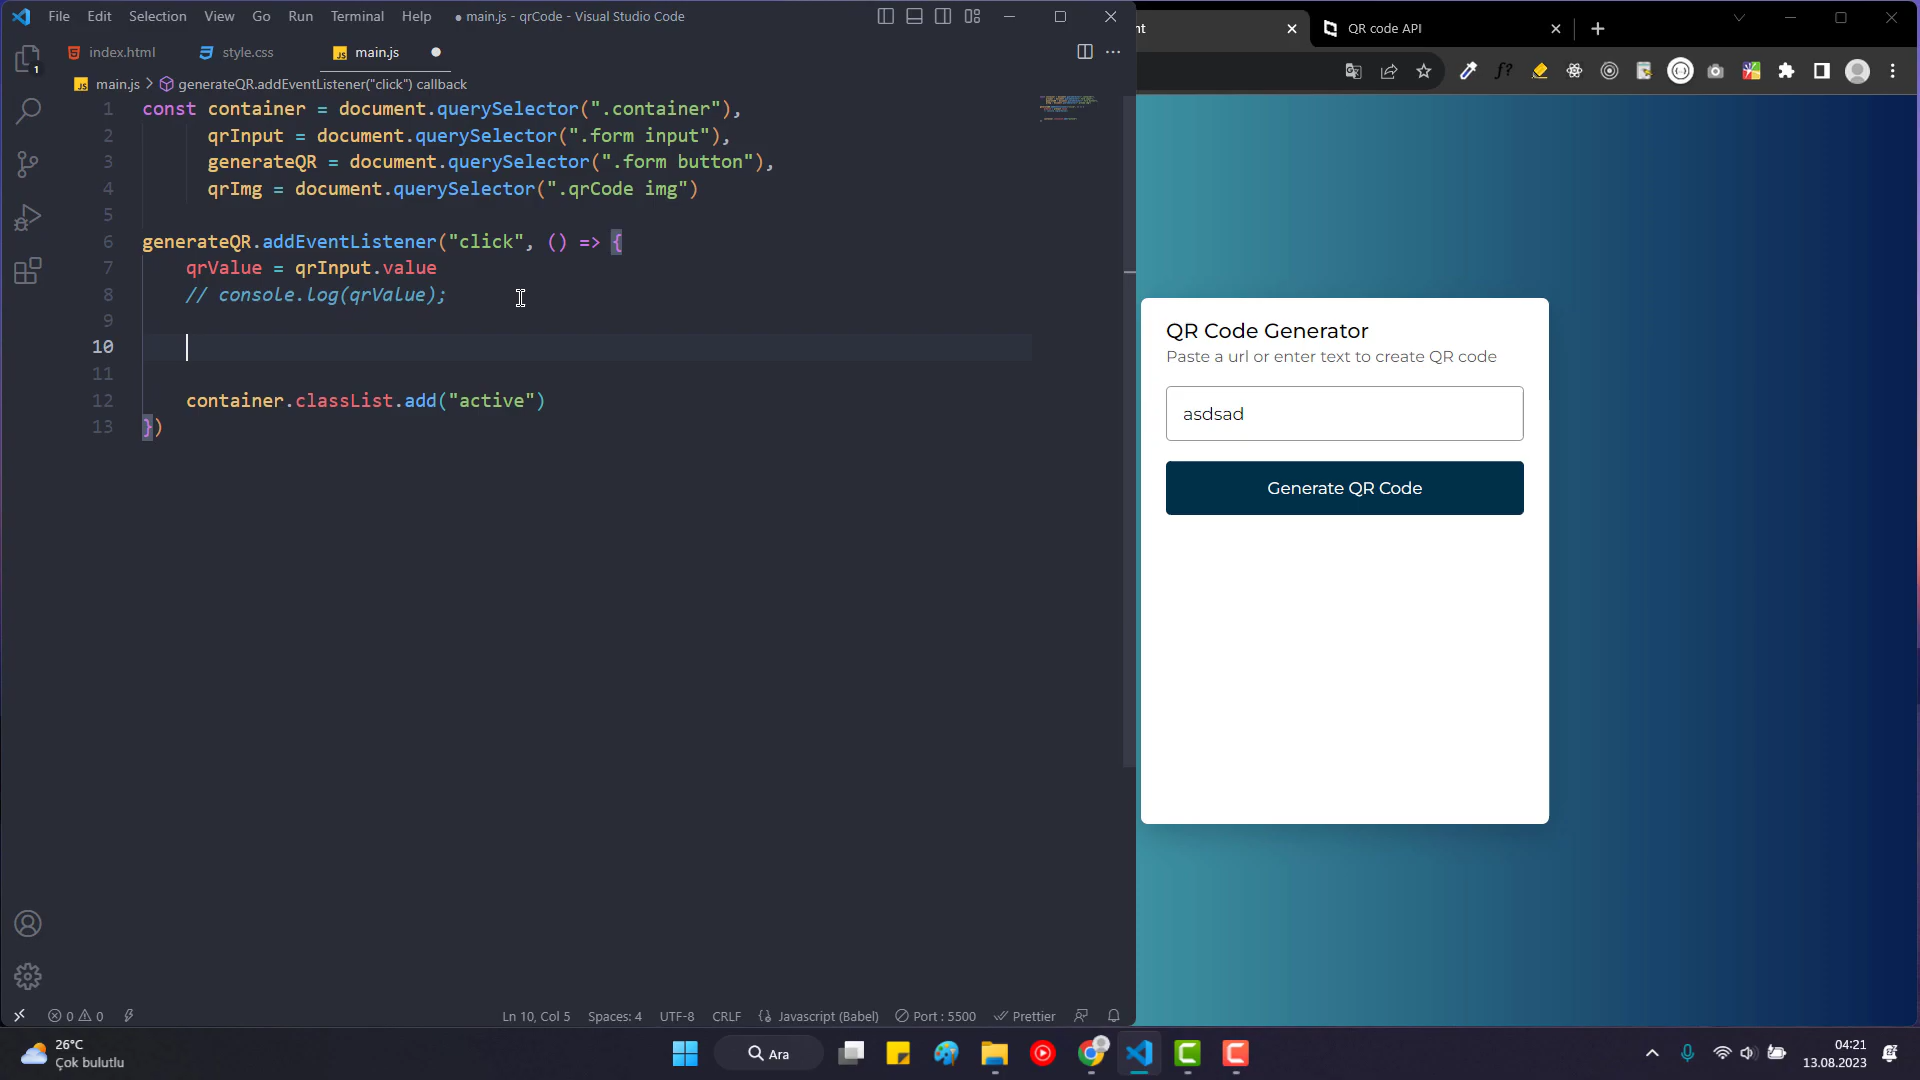 File Edit Selection View Go Run Terminal Help ● main.js - qrCode - Visual Studio Code
index.html style.css JS main.js ●
JS main.js > generateQR.addEventListener("click") callback
1 const container = document.querySelector(".container"),
2 qrInput = document.querySelector(".form input"),
3 generateQR = document.querySelector(".form button"),
4 qrImg = document.querySelector(".qrCode img")
5
6 generateQR.addEventListener("click", () => {
7 qrValue = qrInput.value
8 // console.log(qrValue);
9
10
11
12 container.classList.add("active")
13 })
1
0 0 Ln 10, Col 5 Spaces: 4 UTF-8 CRLF Javascript (Babel) Port : 5500 Prettier
nt QR code API
f?
QR Code Generator
Paste a url or enter text to create QR code
asdsad
Generate QR Code
26°C
Çok bulutlu
Ara
04:21
13.08.2023